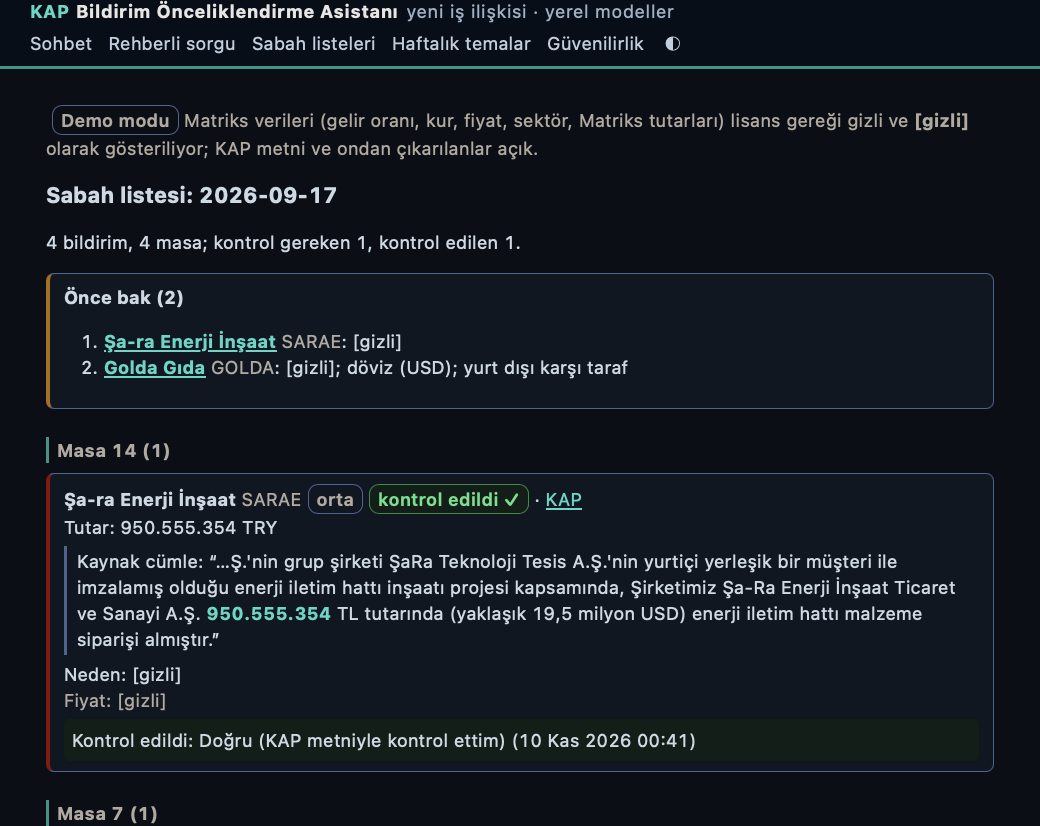 KAP Bildirim Önceliklendirme Asistanı yeni iş ilişkisi · yerel modeller
Sohbet Rehberli sorgu Sabah listeleri Haftalık temalar Güvenilirlik
Demo modu Matriks verileri (gelir oranı, kur, fiyat, sektör, Matriks tutarları) lisans gereği gizli ve [gizli]
olarak gösteriliyor; KAP metni ve ondan çıkarılanlar açık.
Sabah listesi: 2026-09-17
4 bildirim, 4 masa; kontrol gereken 1, kontrol edilen 1.
Önce bak (2)
1. Şa-ra Enerji İnşaat SARAE: [gizli]
2. Golda Gıda GOLDA: [gizli]; döviz (USD); yurt dışı karşı taraf
Masa 14 (1)
Şa-ra Enerji İnşaat SARAE orta kontrol edildi ✓ · KAP
Tutar: 950.555.354 TRY
Kaynak cümle: “...Ş.'nin grup şirketi ŞaRa Teknoloji Tesis A.Ş.'nin yurtiçi yerleşik bir müşteri ile
imzalamış olduğu enerji iletim hattı inşaatı projesi kapsamında, Şirketimiz Şa-Ra Enerji İnşaat Ticaret
ve Sanayi A.Ş. 950.555.354 TL tutarında (yaklaşık 19,5 milyon USD) enerji iletim hattı malzeme
siparişi almıştır.”
Neden: [gizli]
Fiyat: [gizli]
Kontrol edildi: Doğru (KAP metniyle kontrol ettim) (10 Kas 2026 00:41)
Masa 7 (1)